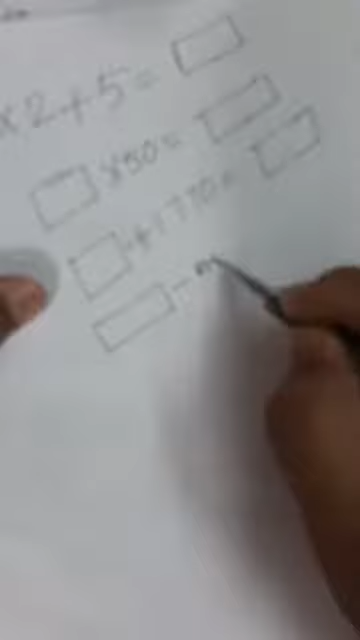 ×2+5=
×50=
+1770=
-